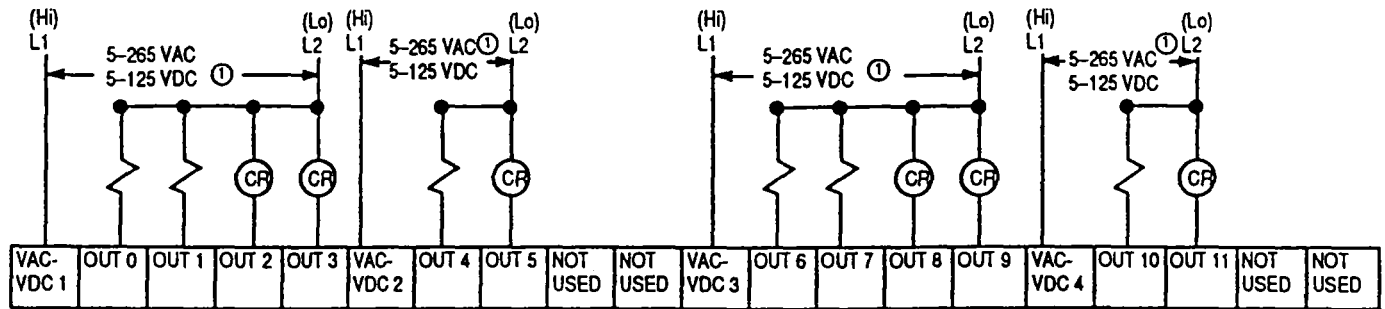 (Hi)
L1
5–265 VAC
5–125 VDC ①
(Lo)
L2
(Hi)
L1
5–265 VAC①
5–125 VDC
(Lo)
L2
(Hi)
L1
5–265 VAC
5–125 VDC ①
(Lo)
L2
(Hi)
L1
5–265 VAC①
5–125 VDC
(Lo)
L2
CR
CR
CR
CR
CR
CR
VAC-
VDC 1
OUT 0
OUT 1
OUT 2
OUT 3
VAC-
VDC 2
OUT 4
OUT 5
NOT
USED
NOT
USED
VAC-
VDC 3
OUT 6
OUT 7
OUT 8
OUT 9
VAC-
VDC 4
OUT 10
OUT 11
NOT
USED
NOT
USED